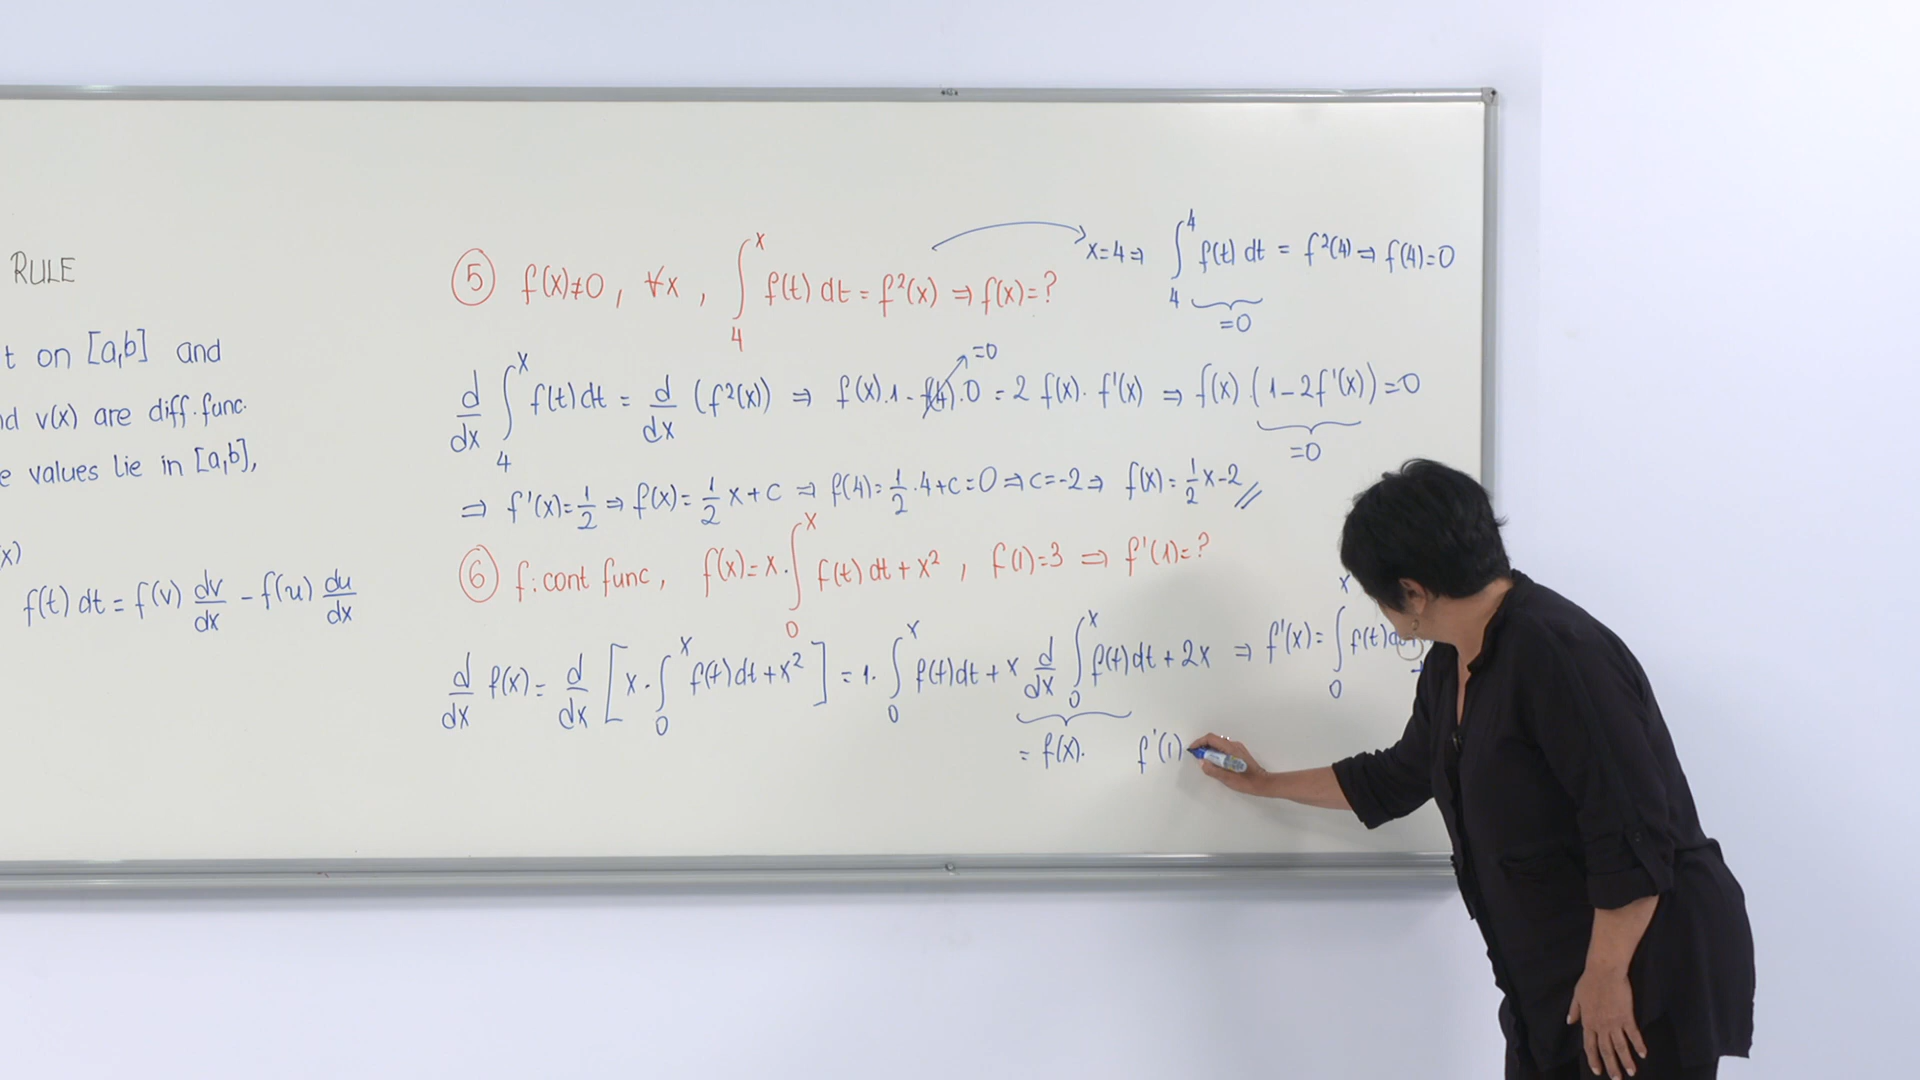 RULE
t on [a,b] and
nd v(x) are diff. func.
e values lie in [a,b],
x)
f(t) dt = f(v) dv/dx - f(u) du/dx
⑤ f(x)≠0, ∀x, ∫₄ˣ f(t) dt = f²(x) ⇒ f(x)=?
x=4 ⇒ ∫₄⁴ f(t) dt = f²(4) ⇒ f(4)=0
=0
d/dx ∫₄ˣ f(t) dt = d/dx (f²(x)) ⇒ f(x).1 - f(4).0 = 2 f(x). f'(x) ⇒ f(x).(1-2f'(x))=0
=0
=0
⇒ f'(x)=1/2 ⇒ f(x)=1/2 x+c ⇒ f(4)=1/2.4+c=0 ⇒ c=-2 ⇒ f(x)=1/2 x-2 //
⑥ f: cont func, f(x)=x.∫₀ˣ f(t) dt + x², f(1)=3 ⇒ f'(1)=?
d/dx f(x) = d/dx [x.∫₀ˣ f(t) dt + x²] = 1.∫₀ˣ f(t) dt + x d/dx ∫₀ˣ f(t) dt + 2x ⇒ f'(x) = ∫₀ˣ f(t)
= f(x).
f'(1)